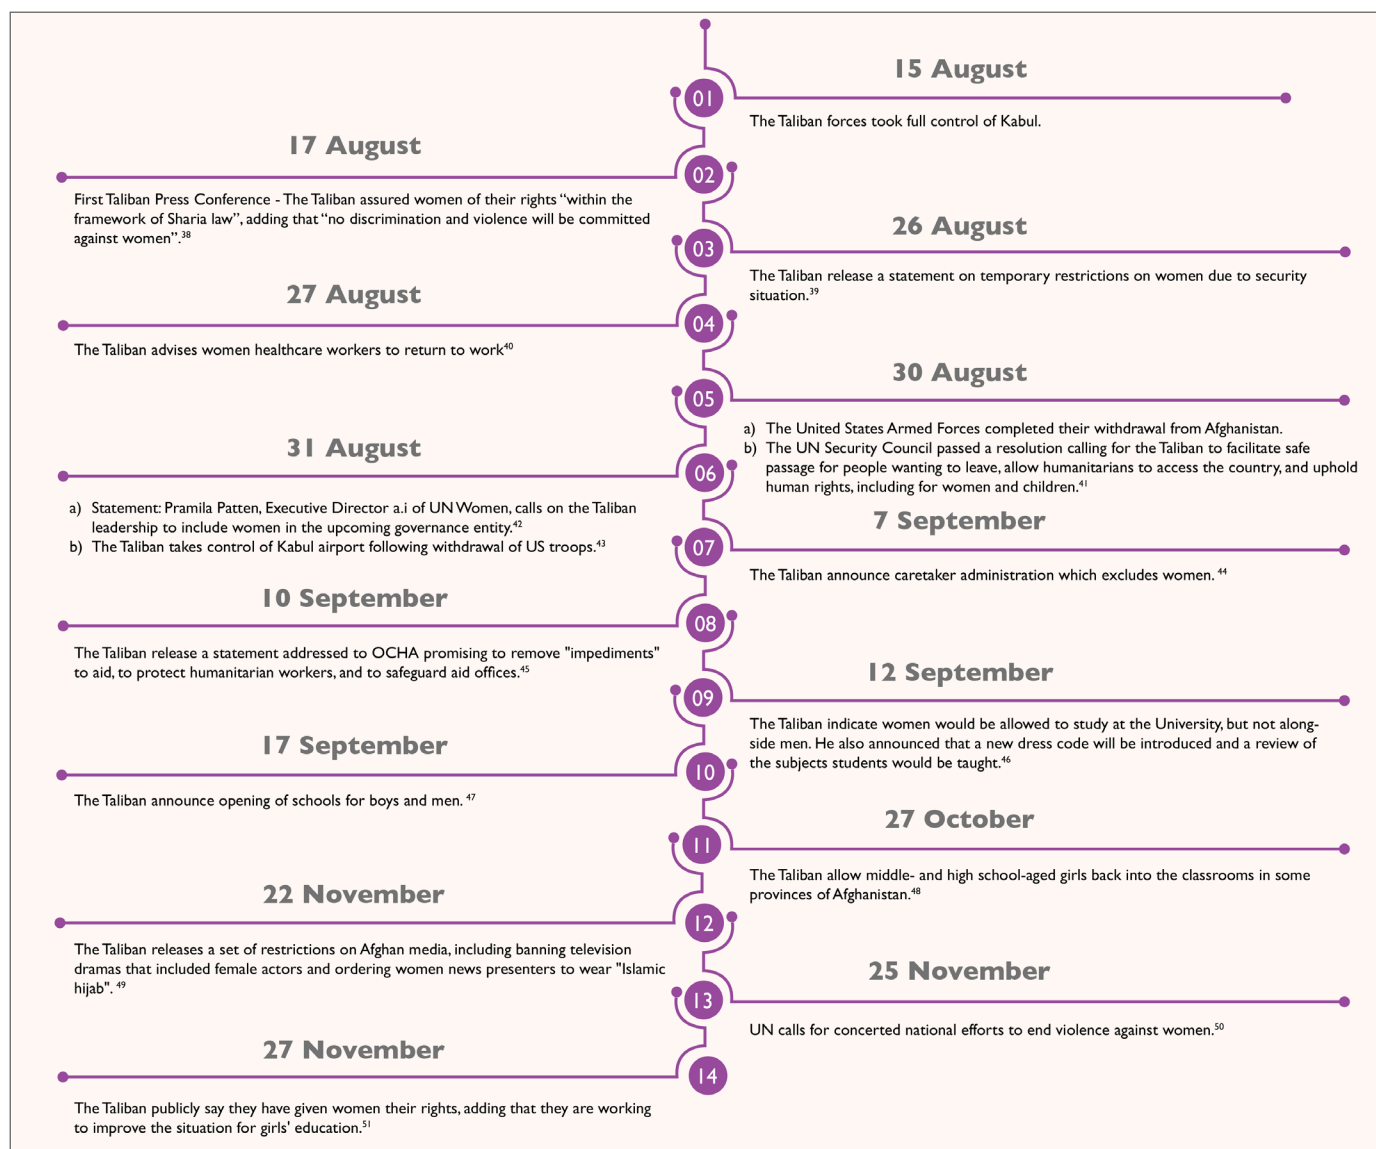 01
15 August
The Taliban forces took full control of Kabul.
17 August
02
First Taliban Press Conference - The Taliban assured women of their rights “within the
framework of Sharia law”, adding that “no discrimination and violence will be committed
against women”.38
26 August
03
The Taliban release a statement on temporary restrictions on women due to security
situation.39
27 August
04
The Taliban advises women healthcare workers to return to work40
30 August
05
a) The United States Armed Forces completed their withdrawal from Afghanistan.
b) The UN Security Council passed a resolution calling for the Taliban to facilitate safe
passage for people wanting to leave, allow humanitarians to access the country, and uphold
human rights, including for women and children.41
31 August
06
a) Statement: Pramila Patten, Executive Director a.i of UN Women, calls on the Taliban
leadership to include women in the upcoming governance entity.42
b) The Taliban takes control of Kabul airport following withdrawal of US troops.43
7 September
07
The Taliban announce caretaker administration which excludes women. 44
10 September
08
The Taliban release a statement addressed to OCHA promising to remove "impediments"
to aid, to protect humanitarian workers, and to safeguard aid offices.45
12 September
09
The Taliban indicate women would be allowed to study at the University, but not along-
side men. He also announced that a new dress code will be introduced and a review of
the subjects students would be taught.46
17 September
10
The Taliban announce opening of schools for boys and men. 47
27 October
11
The Taliban allow middle- and high school-aged girls back into the classrooms in some
provinces of Afghanistan.48
22 November
12
The Taliban releases a set of restrictions on Afghan media, including banning television
dramas that included female actors and ordering women news presenters to wear "Islamic
hijab". 49
25 November
13
UN calls for concerted national efforts to end violence against women.50
27 November
14
The Taliban publicly say they have given women their rights, adding that they are working
to improve the situation for girls' education.51